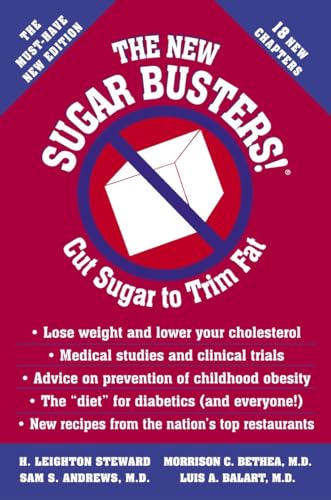 THE
MUST-HAVE
NEW EDITION
18 NEW
CHAPTERS
THE NEW
SUGAR BUSTERS!®
Cut Sugar to Trim Fat
• Lose weight and lower your cholesterol
• Medical studies and clinical trials
• Advice on prevention of childhood obesity
• The “diet” for diabetics (and everyone!)
• New recipes from the nation's top restaurants
H. LEIGHTON STEWARD MORRISON C. BETHEA, M.D.
SAM S. ANDREWS, M.D. LUIS A. BALART, M.D.